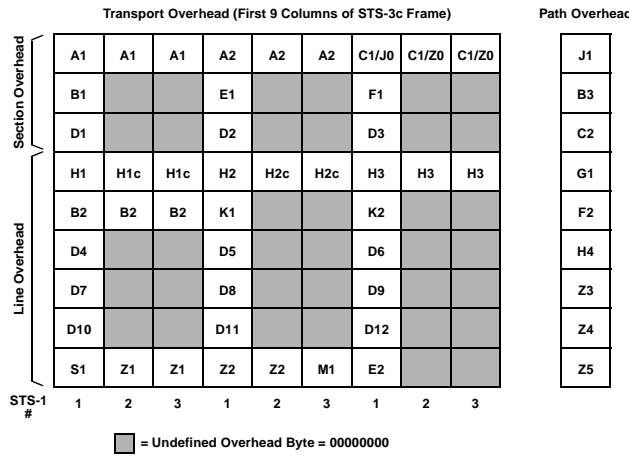 Transport Overhead (First 9 Columns of STS-3c Frame) Path Overhead
Section Overhead
A1 A1 A1 A2 A2 A2 C1/J0 C1/Z0 C1/Z0 J1
B1 E1 F1 B3
D1 D2 D3 C2
Line Overhead
H1 H1c H1c H2 H2c H2c H3 H3 H3 G1
B2 B2 B2 K1 K2 F2
D4 D5 D6 H4
D7 D8 D9 Z3
D10 D11 D12 Z4
S1 Z1 Z1 Z2 Z2 M1 E2 Z5
STS-1 # 1 2 3 1 2 3 1 2 3
= Undefined Overhead Byte = 00000000